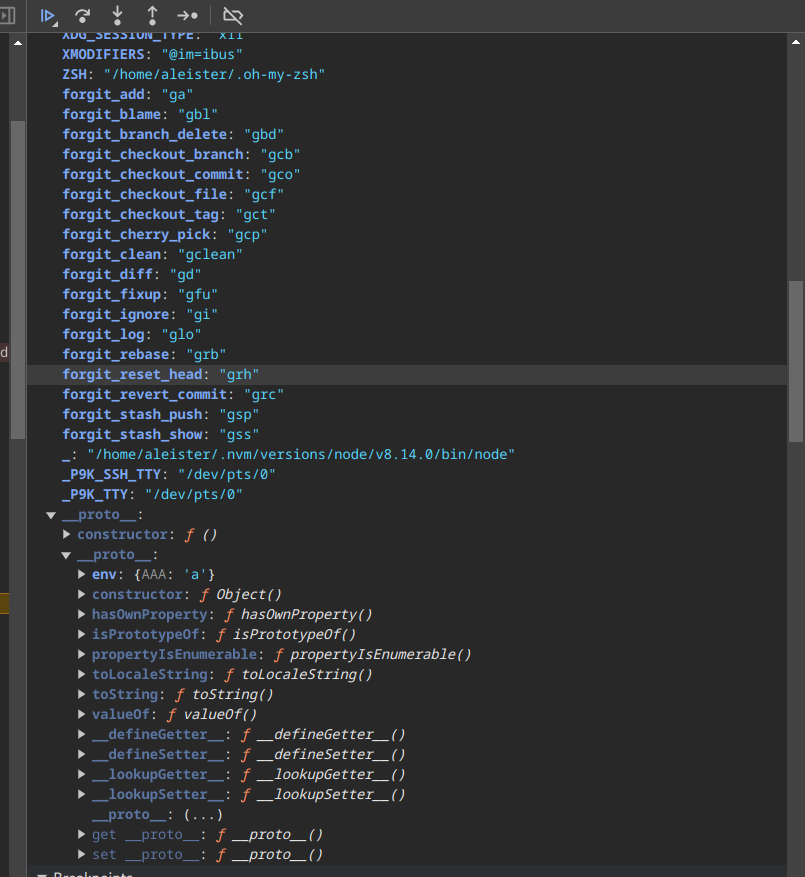 XDG_SESSION_TYPE: "x11"
XMODIFIERS: "@im=ibus"
ZSH: "/home/aleister/.oh-my-zsh"
forgit_add: "ga"
forgit_blame: "gbl"
forgit_branch_delete: "gbd"
forgit_checkout_branch: "gcb"
forgit_checkout_commit: "gco"
forgit_checkout_file: "gcf"
forgit_checkout_tag: "gct"
forgit_cherry_pick: "gcp"
forgit_clean: "gclean"
forgit_diff: "gd"
forgit_fixup: "gfu"
forgit_ignore: "gi"
forgit_log: "glo"
forgit_rebase: "grb"
d
forgit_reset_head: "grh"
forgit_revert_commit: "grc"
forgit_stash_push: "gsp"
forgit_stash_show: "gss"
_: "/home/aleister/.nvm/versions/node/v8.14.0/bin/node"
_P9K_SSH_TTY: "/dev/pts/0"
_P9K_TTY: "/dev/pts/0"
__proto__:
constructor: ƒ ()
__proto__:
env: {AAA: 'a'}
constructor: ƒ Object()
hasOwnProperty: ƒ hasOwnProperty()
isPrototypeOf: ƒ isPrototypeOf()
propertyIsEnumerable: ƒ propertyIsEnumerable()
toLocaleString: ƒ toLocaleString()
toString: ƒ toString()
valueOf: ƒ valueOf()
__defineGetter__: ƒ __defineGetter__()
__defineSetter__: ƒ __defineSetter__()
__lookupGetter__: ƒ __lookupGetter__()
__lookupSetter__: ƒ __lookupSetter__()
__proto__: (...)
get __proto__: ƒ __proto__()
set __proto__: ƒ __proto__()
Breakpoints